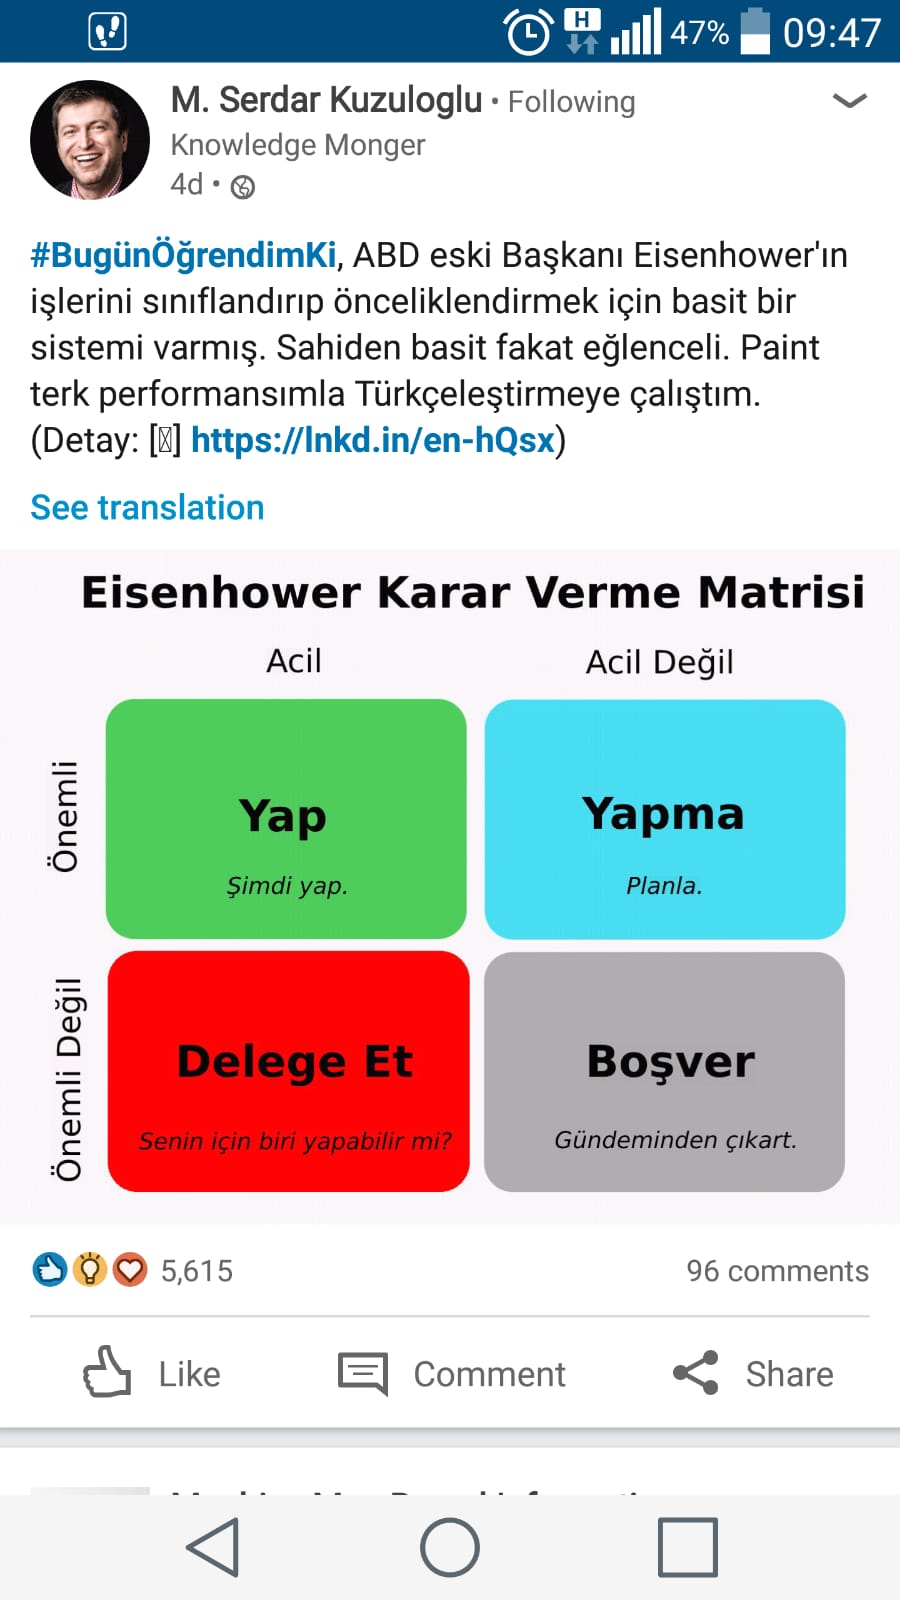 H
47%
09:47
M. Serdar Kuzuloglu • Following
Knowledge Monger
4d •
#BugünÖğrendimKi, ABD eski Başkanı Eisenhower'ın
işlerini sınıflandırıp önceliklendirmek için basit bir
sistemi varmış. Sahiden basit fakat eğlenceli. Paint
terk performansımla Türkçeleştirmeye çalıştım.
(Detay: [] https://lnkd.in/en-hQsx)
See translation
Eisenhower Karar Verme Matrisi
Acil
Acil Değil
Önemli
Yap
Şimdi yap.
Yapma
Planla.
Önemli Değil
Delege Et
Senin için biri yapabilir mi?
Boşver
Gündeminden çıkart.
5,615
96 comments
Like
Comment
Share